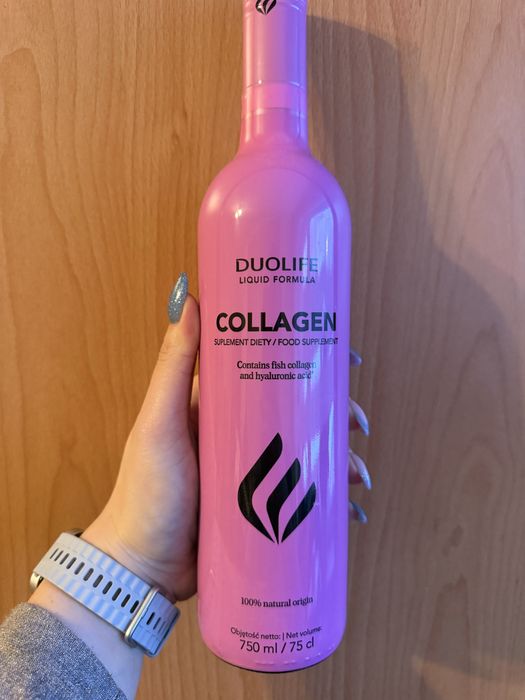 DUOLIFE
LIQUID FORMULA
COLLAGEN
SUPLEMENT DIETY / FOOD SUPPLEMENT
Contains fish collagen
and hyaluronic acid*
100% natural origin
Objętość netto: | Net volume:
750 ml / 75 cl